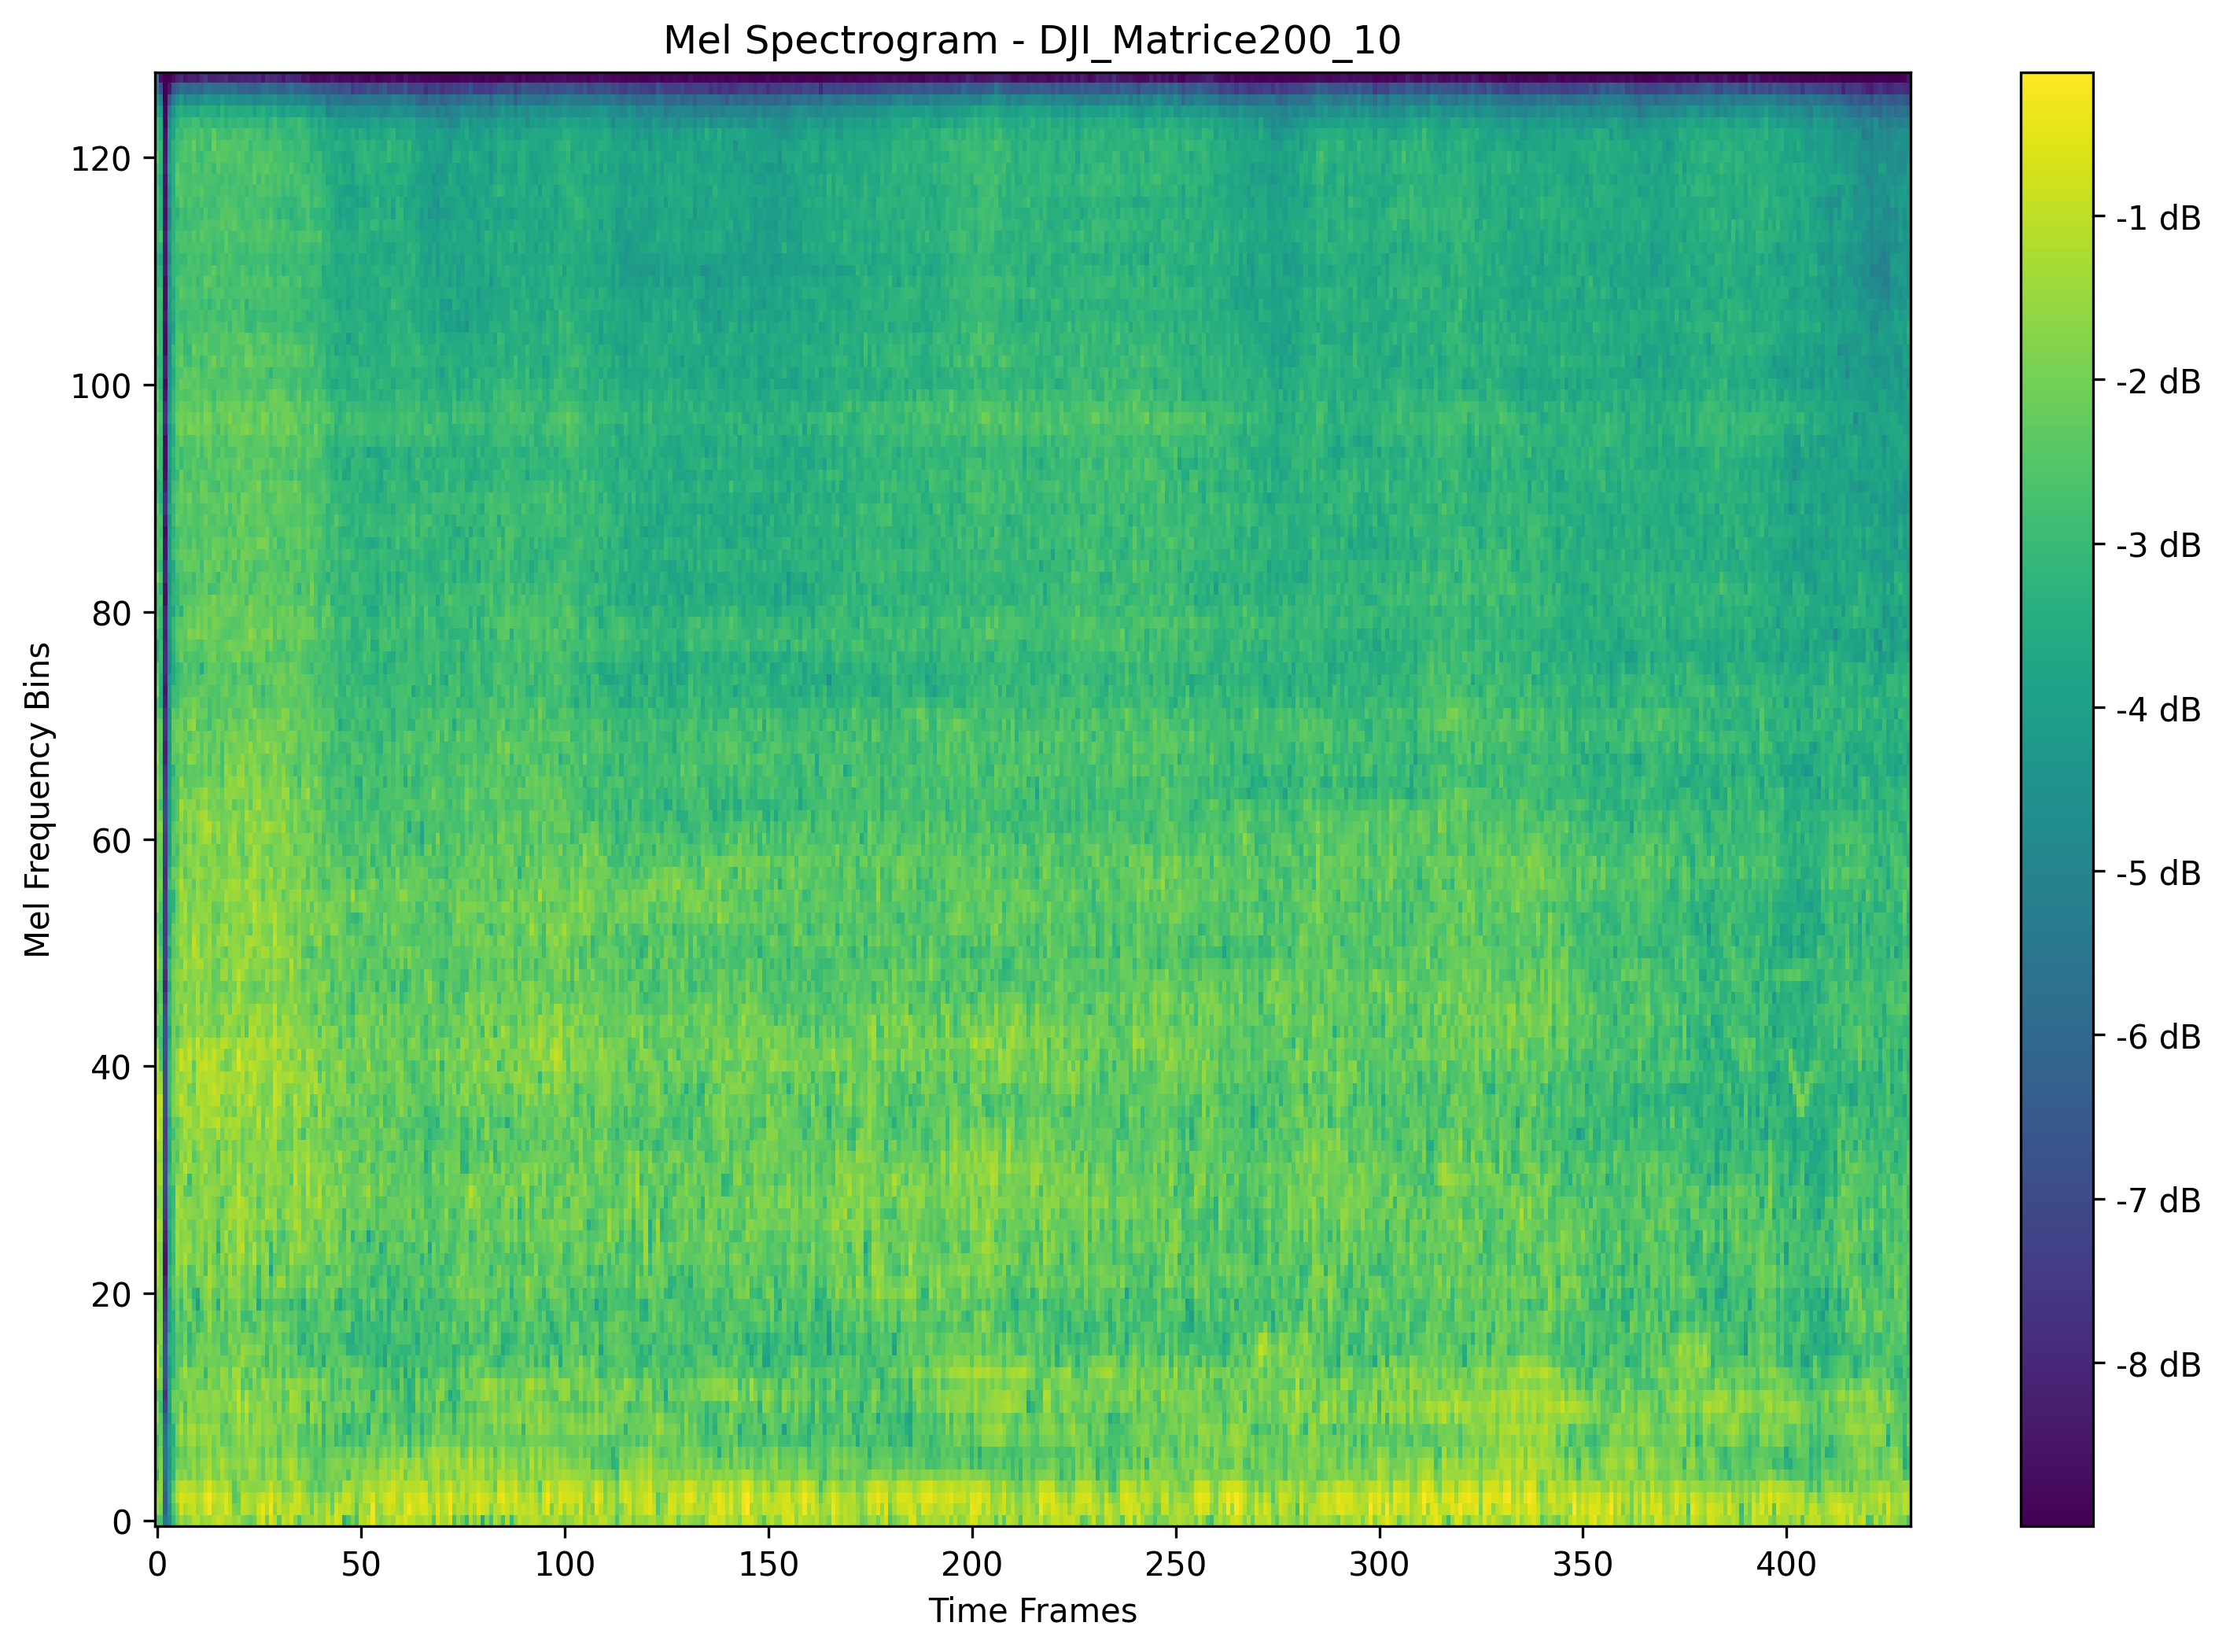 Mel Spectrogram - DJI_Matrice200_10
Mel Frequency Bins
120
100
80
60
40
20
0
0 50 100 150 200 250 300 350 400
Time Frames
-1 dB
-2 dB
-3 dB
-4 dB
-5 dB
-6 dB
-7 dB
-8 dB